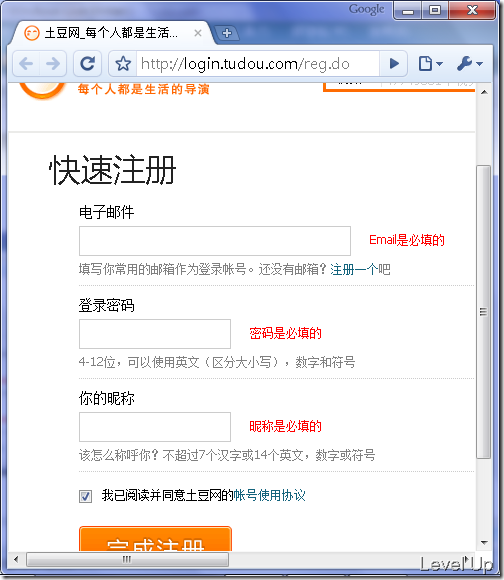 Google
土豆网_每个人都是生活...
http://login.tudou.com/reg.do
每个人都是生活的导演
快速注册
电子邮件
Email是必填的
填写你常用的邮箱作为登录帐号。还没有邮箱？注册一个吧
登录密码
密码是必填的
4-12位，可以使用英文（区分大小写），数字和符号
你的昵称
昵称是必填的
该怎么称呼你？不超过7个汉字或14个英文，数字或符号
我已阅读并同意土豆网的帐号使用协议
完成注册
Level Up